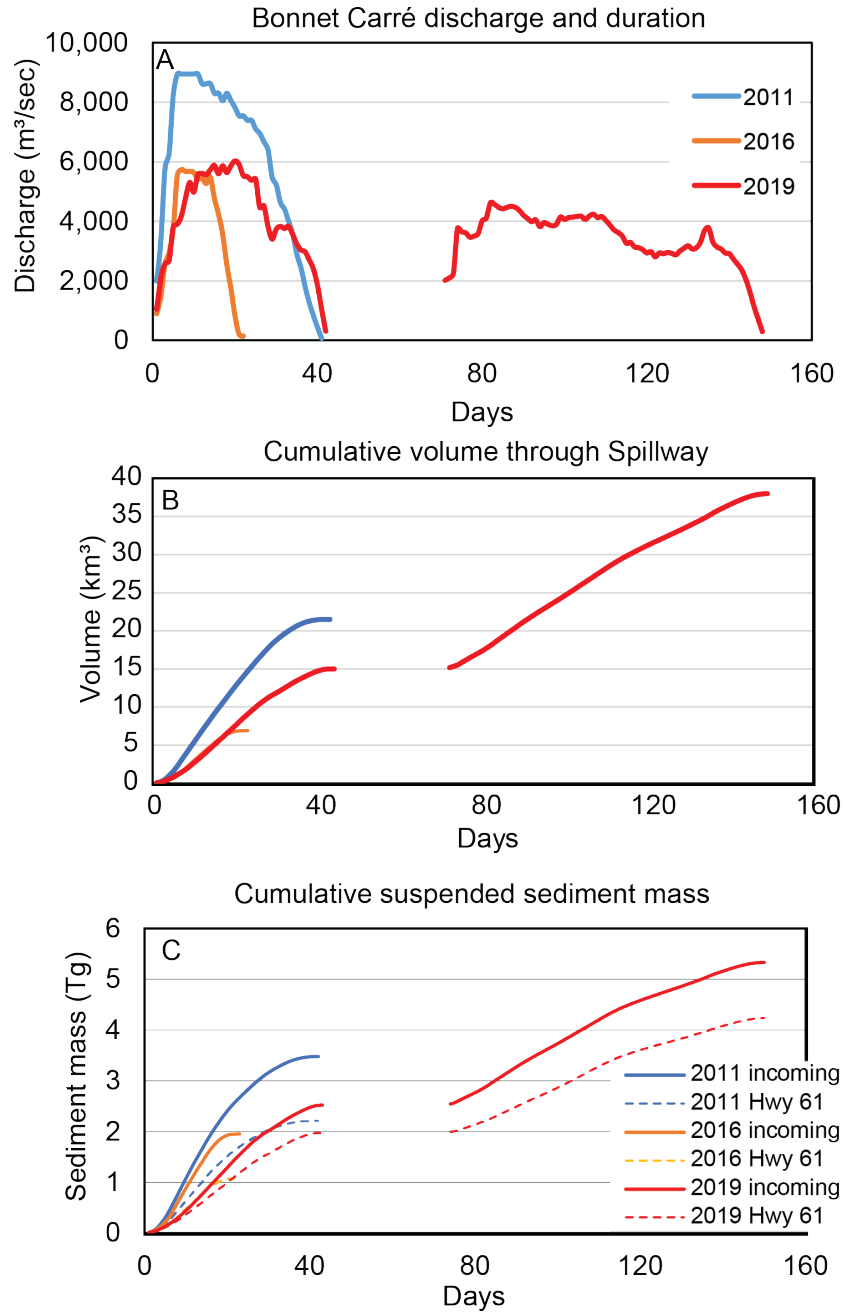 Bonnet Carré discharge and duration
A
Discharge (m³/sec)
10,000
8,000
6,000
4,000
2,000
0
2011
2016
2019
0 40 80 120 160
Days
Cumulative volume through Spillway
B
Volume (km³)
40
35
30
25
20
15
10
5
0
0 40 80 120 160
Days
Cumulative suspended sediment mass
C
Sediment mass (Tg)
6
5
4
3
2
1
0
2011 incoming
2011 Hwy 61
2016 incoming
2016 Hwy 61
2019 incoming
2019 Hwy 61
0 40 80 120 160
Days